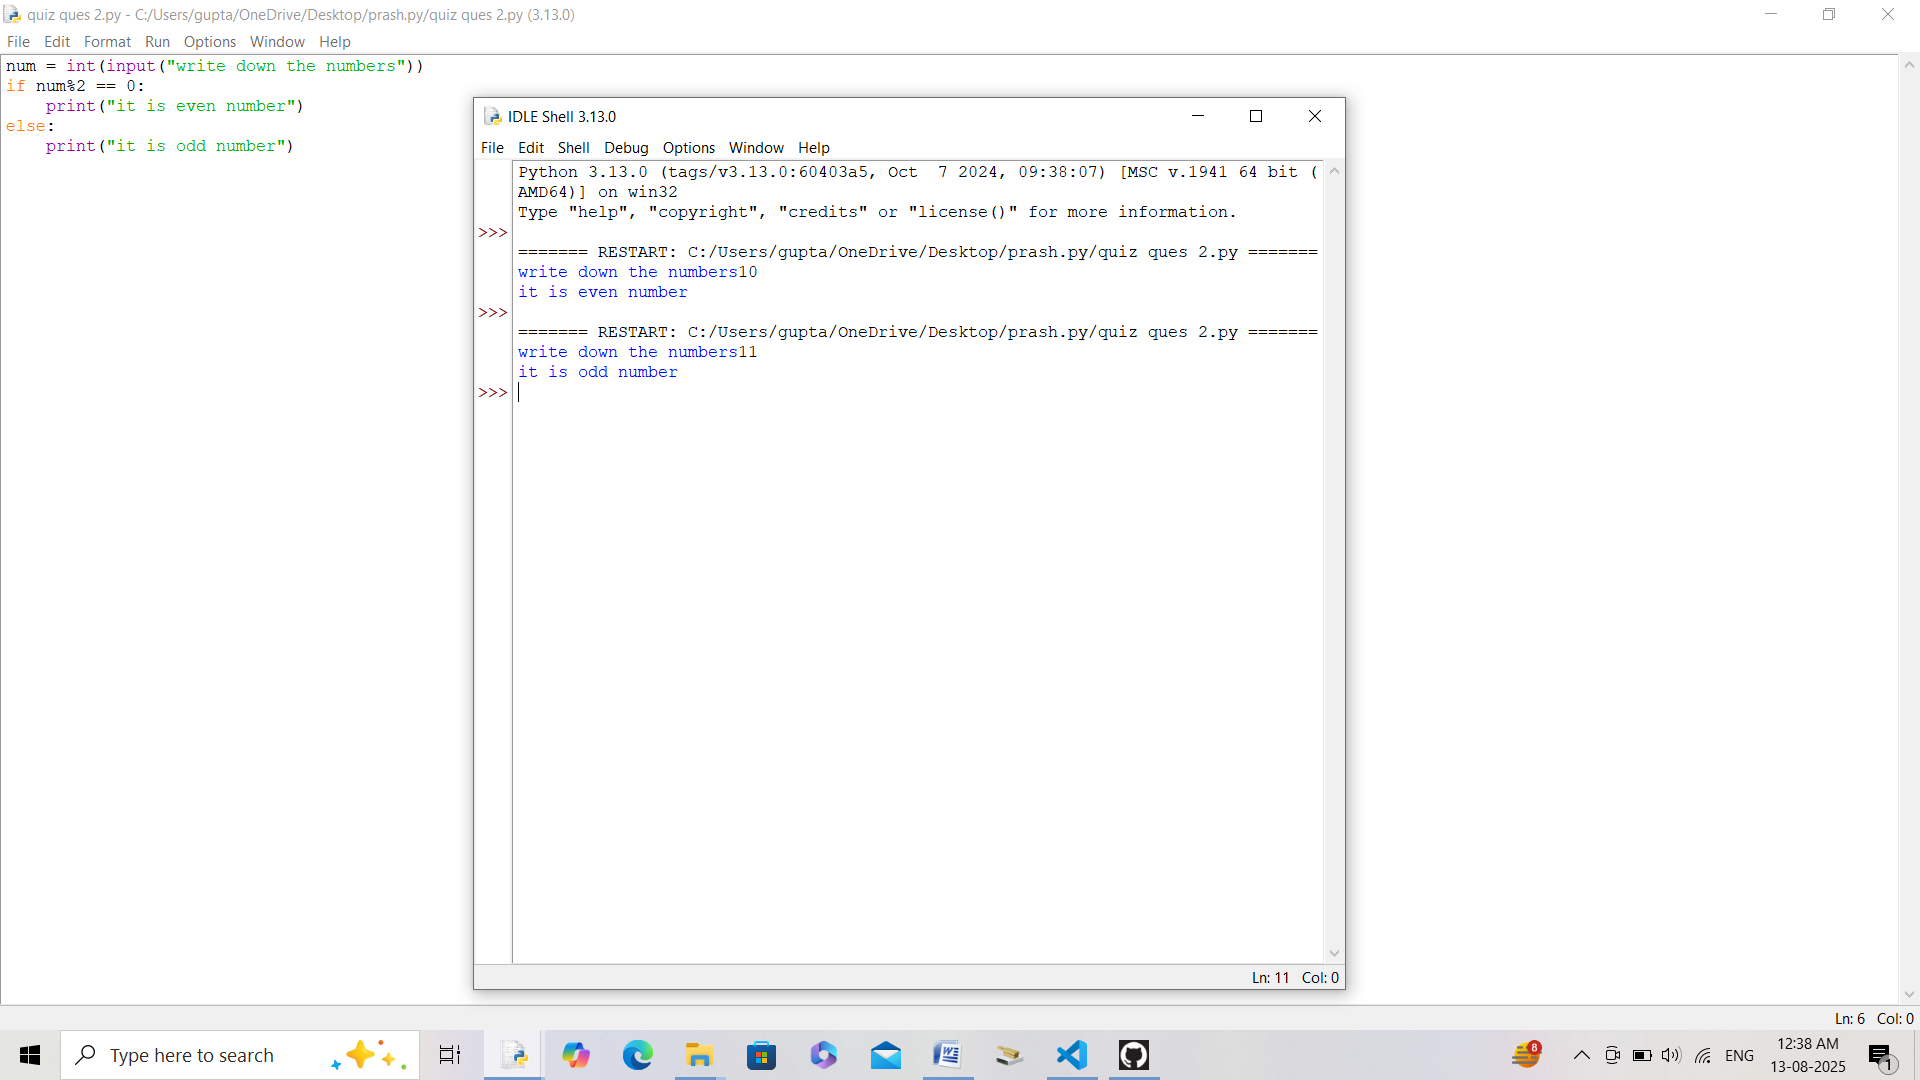 quiz ques 2.py - C:/Users/gupta/OneDrive/Desktop/prash.py/quiz ques 2.py (3.13.0)
File Edit Format Run Options Window Help
num = int(input("write down the numbers"))
if num%2 == 0:
    print("it is even number")
else:
    print("it is odd number")
IDLE Shell 3.13.0
File Edit Shell Debug Options Window Help
Python 3.13.0 (tags/v3.13.0:60403a5, Oct  7 2024, 09:38:07) [MSC v.1941 64 bit (
AMD64)] on win32
Type "help", "copyright", "credits" or "license()" for more information.
>>>
======= RESTART: C:/Users/gupta/OneDrive/Desktop/prash.py/quiz ques 2.py =======
write down the numbers10
it is even number
>>>
======= RESTART: C:/Users/gupta/OneDrive/Desktop/prash.py/quiz ques 2.py =======
write down the numbers11
it is odd number
>>>
Ln: 11 Col: 0
Ln: 6 Col: 0
Type here to search
8
ENG
12:38 AM
13-08-2025
1